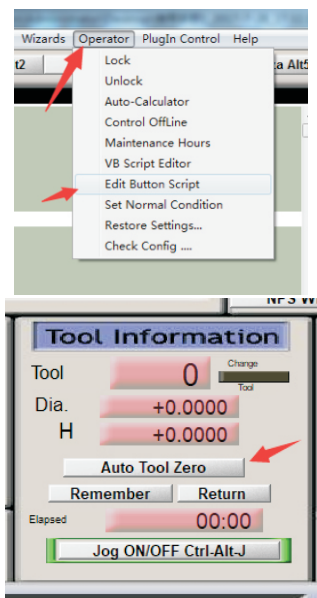 Wizards Operator PlugIn Control Help
t2
Lock
a Alt5
Unlock
Auto-Calculator
Control OffLine
Maintenance Hours
VB Script Editor
Edit Button Script
Set Normal Condition
Restore Settings...
Check Config ....
Tool Information
Tool 0 Change
Tool
Dia. +0.0000
H +0.0000
Auto Tool Zero
Remember Return
Elapsed 00:00
Jog ON/OFF Ctrl-Alt-J